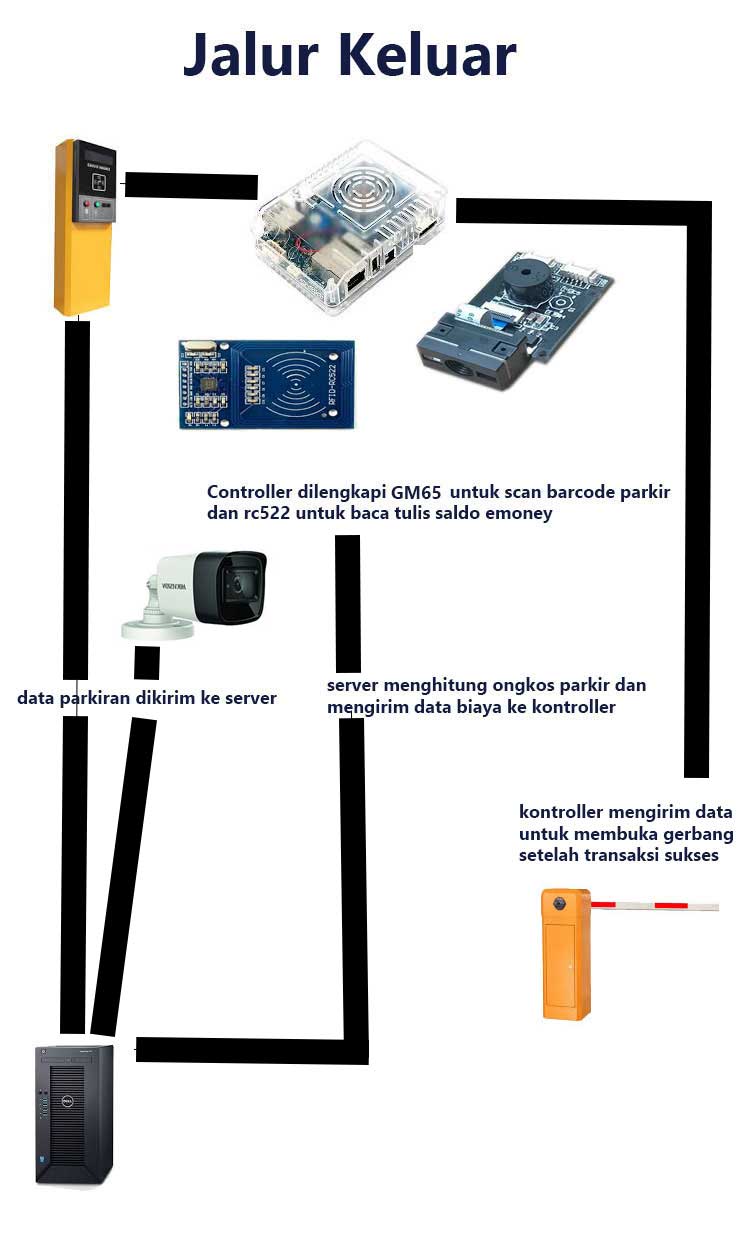 Jalur Keluar
RFID-RC522
Controller dilengkapi GM65 untuk scan barcode parkir
dan rc522 untuk baca tulis saldo emoney
HIKVISION
data parkiran dikirim ke server
server menghitung ongkos parkir dan
mengirim data biaya ke kontroller
kontroller mengirim data
untuk membuka gerbang
setelah transaksi sukses
DELL